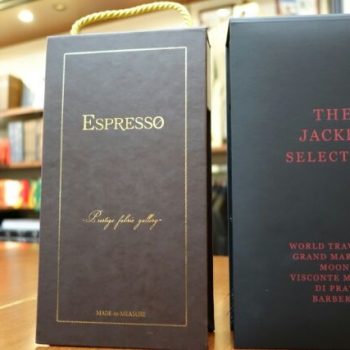 ESPRESSO
~Prestige fabric gallery~
MADE to MEASURE
THE
JACKE
SELECT
WORLD TRAV
GRAND MAR
MOON
VISCONTE M
DI PRA
BARBER